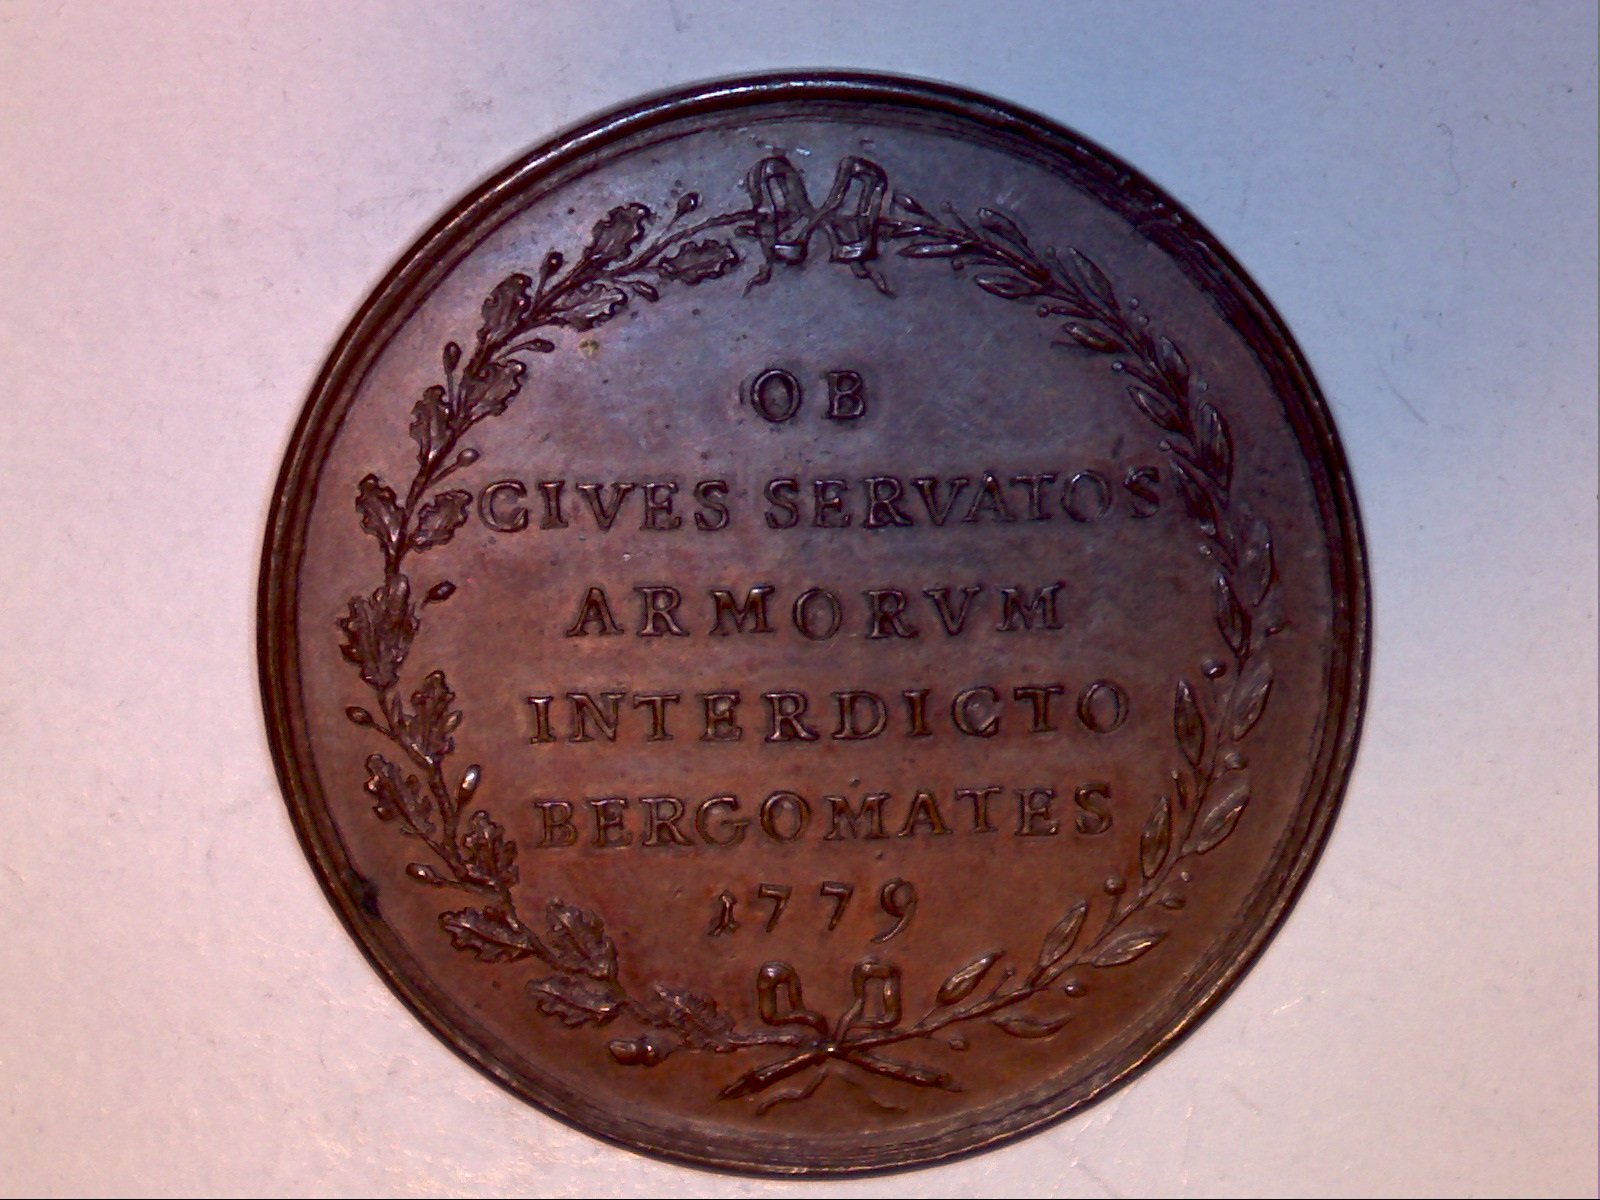 OB
CIVES SERVATOS
ARMORVM
INTERDICTO
BERGOMATES
1779